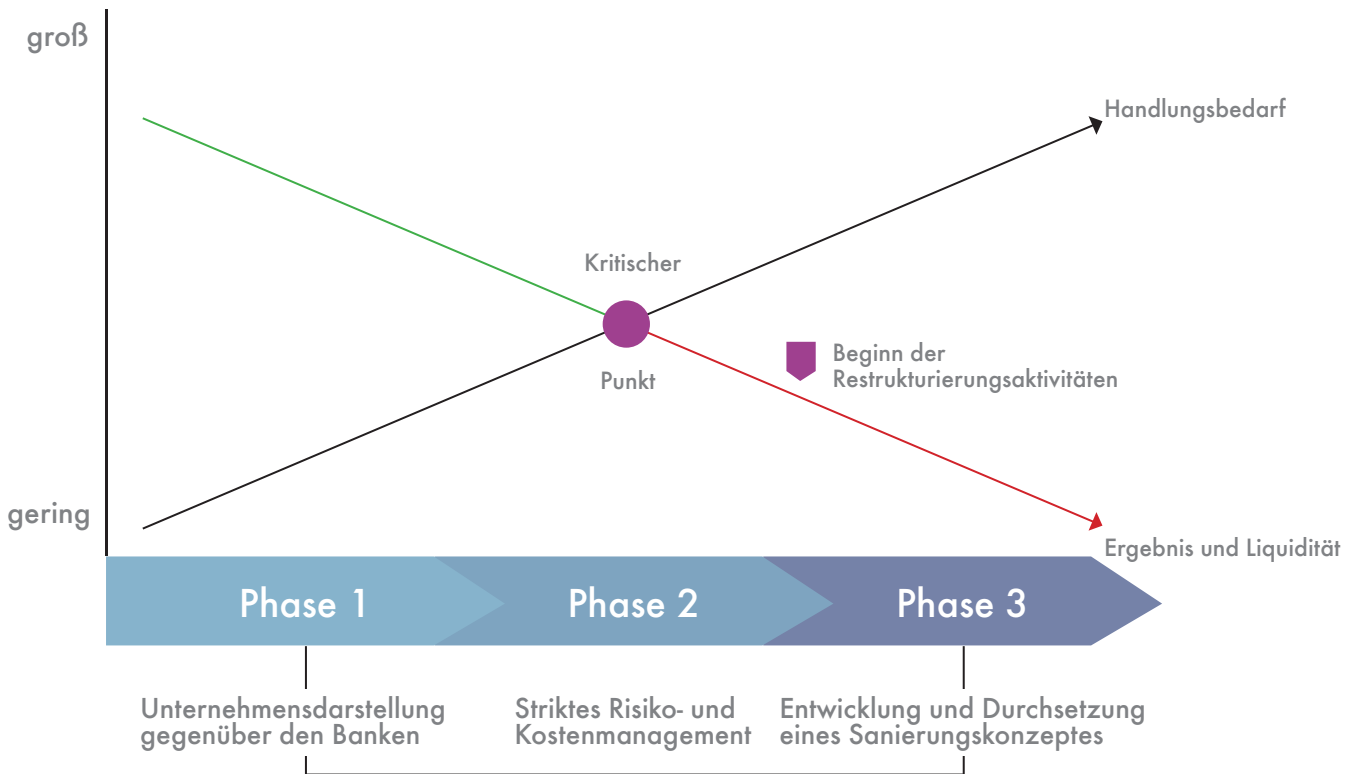 groß
Handlungsbedarf
Kritischer
Punkt
Beginn der
Restrukturierungsaktivitäten
gering
Ergebnis und Liquidität
Phase 1
Phase 2
Phase 3
Unternehmensdarstellung
gegenüber den Banken
Striktes Risiko- und
Kostenmanagement
Entwicklung und Durchsetzung
eines Sanierungskonzeptes